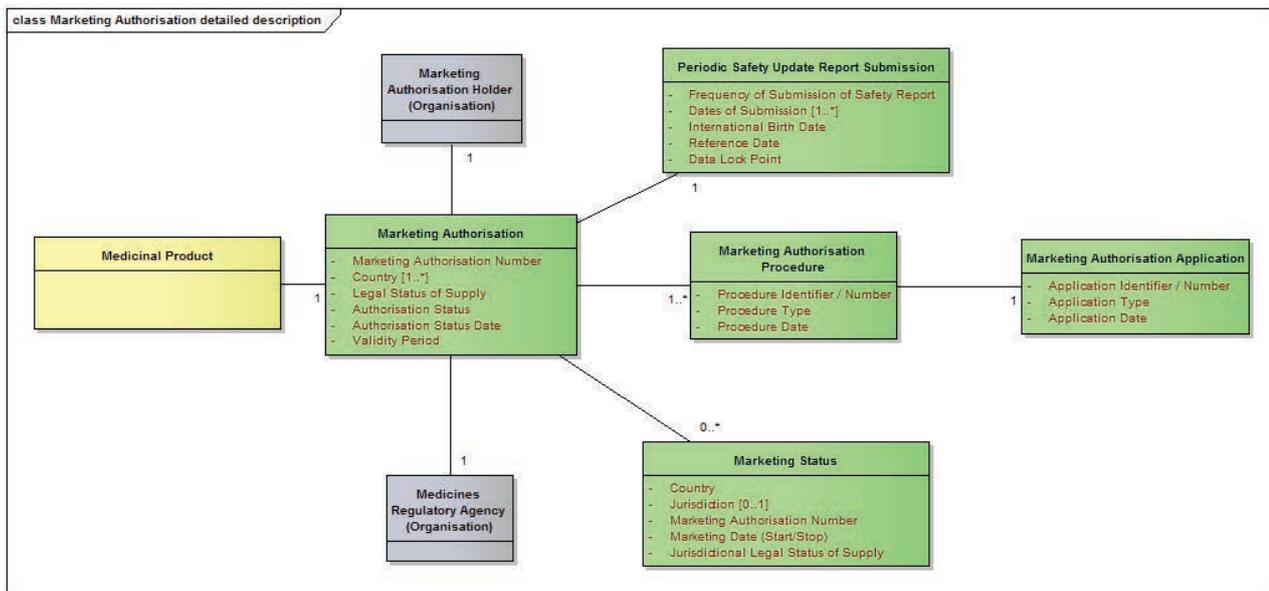 class Marketing Authorisation detailed description
Marketing
Authorisation Holder
(Organisation)
1
Periodic Safety Update Report Submission
- Frequency of Submission of Safety Report
- Dates of Submission [1..*]
- International Birth Date
- Reference Date
- Data Lock Point
1
Medicinal Product
1
Marketing Authorisation
- Marketing Authorisation Number
- Country [1..*]
- Legal Status of Supply
- Authorisation Status
- Authorisation Status Date
- Validity Period
1..*
Marketing Authorisation
Procedure
- Procedure Identifier / Number
- Procedure Type
- Procedure Date
1
Marketing Authorisation Application
- Application Identifier / Number
- Application Type
- Application Date
1
Medicines
Regulatory Agency
(Organisation)
0..*
Marketing Status
- Country
- Jurisdiction [0..1]
- Marketing Authorisation Number
- Marketing Date (Start/Stop)
- Jurisdictional Legal Status of Supply